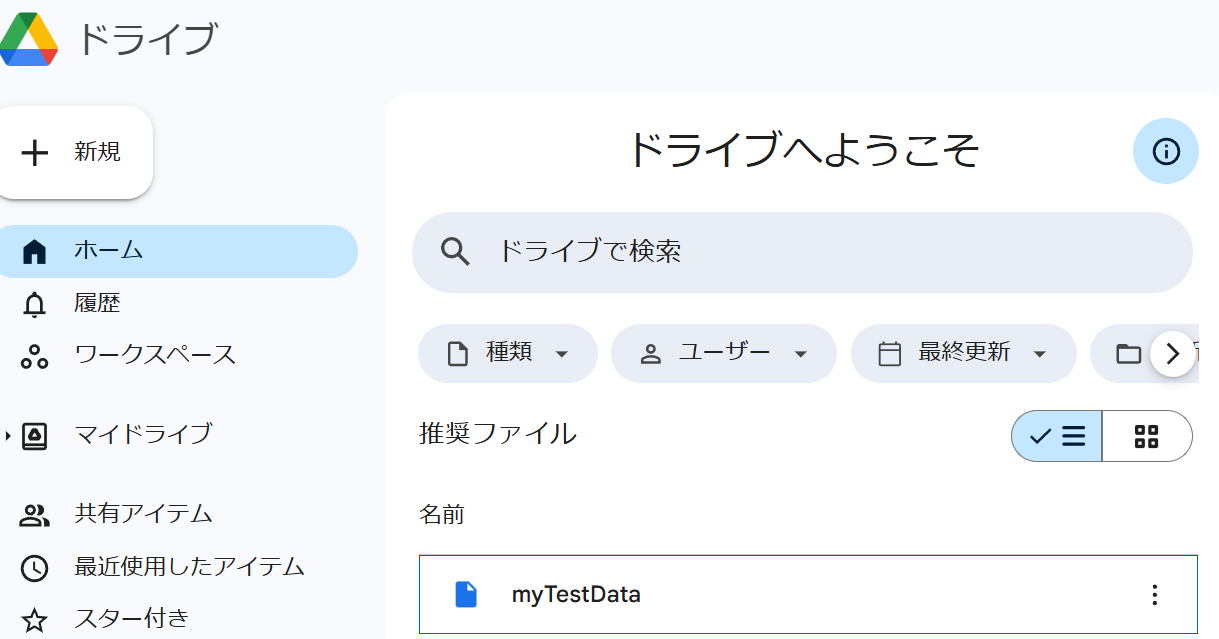 ドライブ
新規
ホーム
履歴
ワークスペース
マイドライブ
共有アイテム
最近使用したアイテム
スター付き
ドライブへようこそ
ドライブで検索
種類
ユーザー
最終更新
推奨ファイル
名前
myTestData